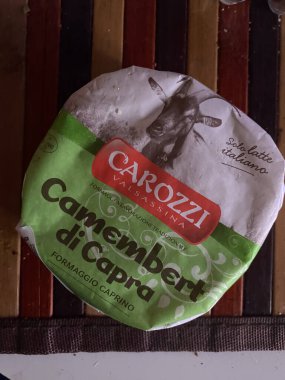 Solo latte
italiano
CAROZZI
VALSASSINA
Camembert
di Capra
FORMAGGIO CAPRINO